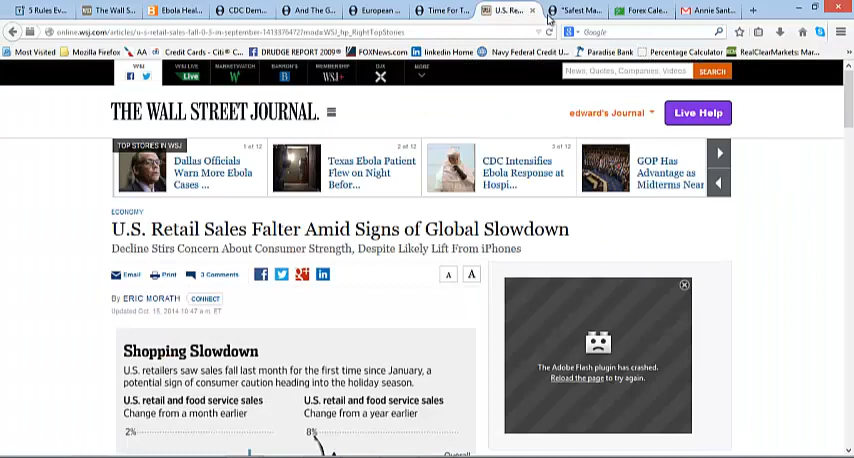 5 Rules Ev...
The Wall S...
Ebola Heal...
CDC Dem...
And The G...
European ...
Time For T...
U.S. Re...
"Safest Ma...
Forex Cale...
Annie Sant...
online.wsj.com/articles/u-s-retail-sales-fall-0-3-in-september-1413376472?mod=WSJ_hp_RightTopStories
Google
Most Visited
Mozilla Firefox
AA
Credit Cards - Citi® C...
DRUDGE REPORT 2009®
FOXNews.com
linkedin Home
Navy Federal Credit U...
Paradise Bank
Percentage Calculator
RealClearMarkets: Mar...
WSJ
WSJ LIVE
MARKETWATCH
BARRON'S
MEMBERSHIP
DJX
MORE
Live
W
B
WSJ+
News, Quotes, Companies, Videos
SEARCH
THE WALL STREET JOURNAL.
edward's Journal
Live Help
TOP STORIES IN WSJ
1 of 12
Dallas Officials
Warn More Ebola
Cases ...
2 of 12
Texas Ebola Patient
Flew on Night
Befor...
3 of 12
CDC Intensifies
Ebola Response at
Hospi...
GOP Has
Advantage as
Midterms Near
ECONOMY
U.S. Retail Sales Falter Amid Signs of Global Slowdown
Decline Stirs Concern About Consumer Strength, Despite Likely Lift From iPhones
Email
Print
3 Comments
A
A
By ERIC MORATH
CONNECT
Updated Oct. 15, 2014 10:47 a.m. ET
Shopping Slowdown
U.S. retailers saw sales fall last month for the first time since January, a
potential sign of consumer caution heading into the holiday season.
U.S. retail and food service sales
Change from a month earlier
2%
U.S. retail and food service sales
Change from a year earlier
8%
Overall
The Adobe Flash plugin has crashed.
Reload the page to try again.